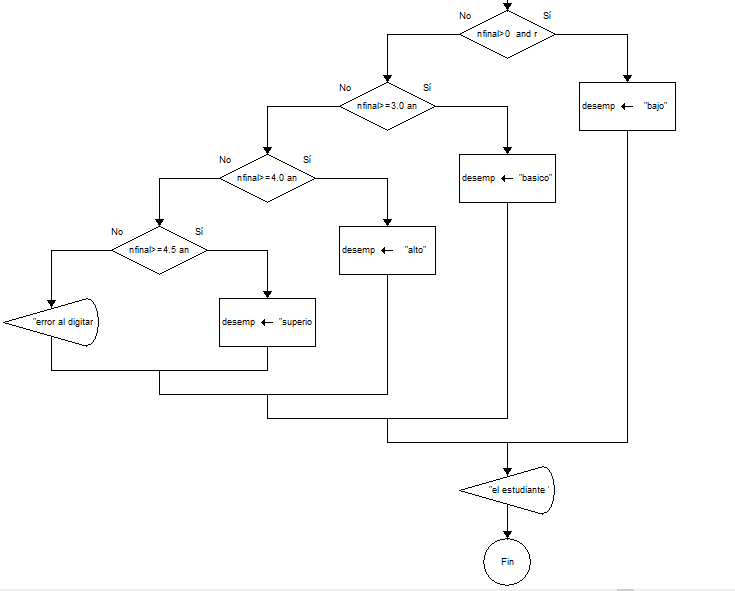 No
Sí
nfinal>0 and r
No
Sí
nfinal>=3.0 an
desemp ← "bajo"
No
Sí
nfinal>=4.0 an
desemp ← "basico"
No
Sí
nfinal>=4.5 an
desemp ← "alto"
"error al digitar
desemp ← "superio
"el estudiante '
Fin